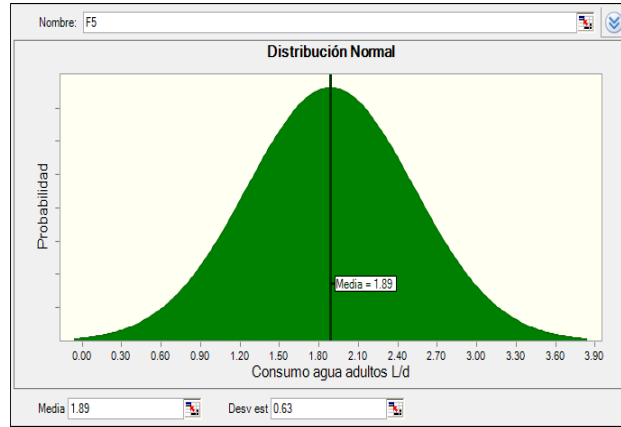 Nombre: F5
Distribución Normal
Probabilidad
Media = 1.89
0.00 0.30 0.60 0.90 1.20 1.50 1.80 2.10 2.40 2.70 3.00 3.30 3.60 3.90
Consumo agua adultos L/d
Media 1.89 Desv est 0.63